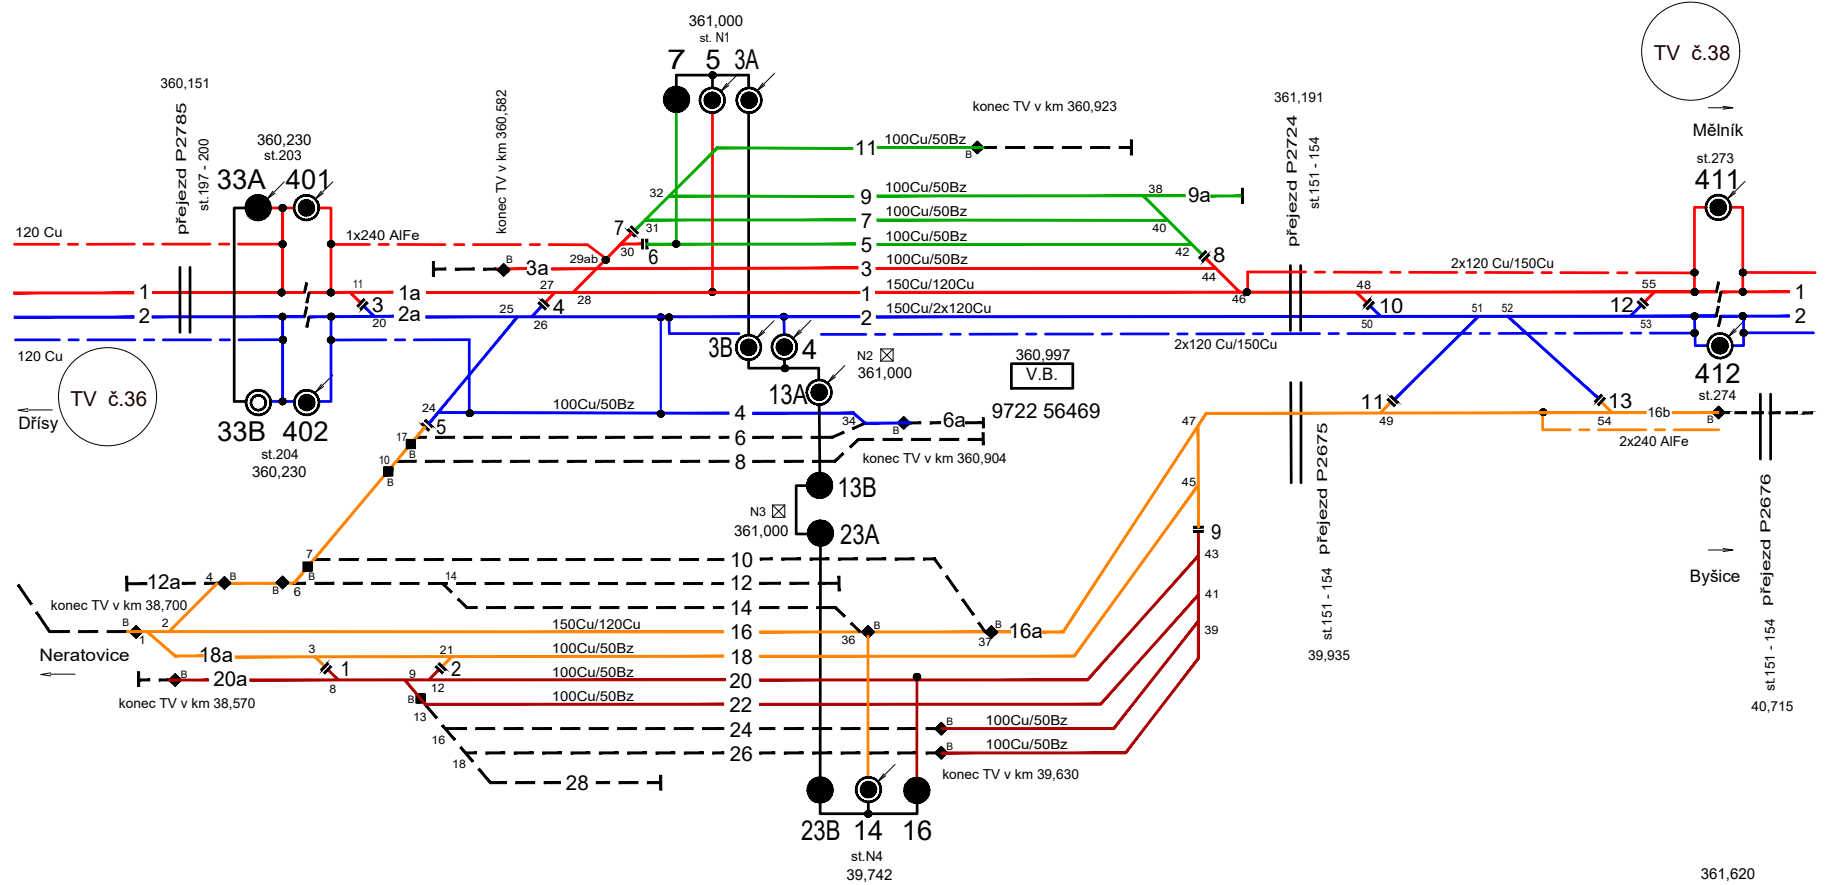 361,000
st. N1
7 5 3A
TV č.38
360,151
přejezd P2785
st.197 - 200
360,230
st.203
33A 401
konec TV v km 360,582
konec TV v km 360,923
361,191
přejezd P2724
st.151 - 154
Mělník
st.273
411
11 100Cu/50Bz B
32 9 100Cu/50Bz 38 9a
7 31 7 100Cu/50Bz 40
120 Cu 1x240 AlFe 30 6 5 100Cu/50Bz 42 8
B 3a 29ab 3 100Cu/50Bz 44 2x120 Cu/150Cu
1 11 1a 27 28 1 150Cu/120Cu 46 48 55 1
2 3 20 2a 25 4 26 2 150Cu/2x120Cu 10 50 51 52 12 53 2
120 Cu 3B 4 2x120 Cu/150Cu
N2
361,000
360,997
V.B.
9722 56469
412
st.274
TV č.36
Dřísy
33B 402
st.204
360,230
13A
24 5 100Cu/50Bz 4 34 B 6a
17 B 6
10 B 8 konec TV v km 360,904
47 11 49 13 54 16b B
2x240 AlFe
45
13B
N3
361,000
23A
9
přejezd P2675
st.151 - 154
39,935
přejezd P2676
st.151 - 154
40,715
Byšice
7 B 10 43
12a 4 B B 6 14 12
konec TV v km 38,700 14 41
B 1 2 150Cu/120Cu 16 36 B 37 B 16a 39
Neratovice 18a 3 21 100Cu/50Bz 18
B 20a 1 8 9 2 12 100Cu/50Bz 20
konec TV v km 38,570 B 13 100Cu/50Bz 22
16 24 B 100Cu/50Bz
18 26 B 100Cu/50Bz
28 konec TV v km 39,630
23B 14 16
st.N4
39,742
361,620